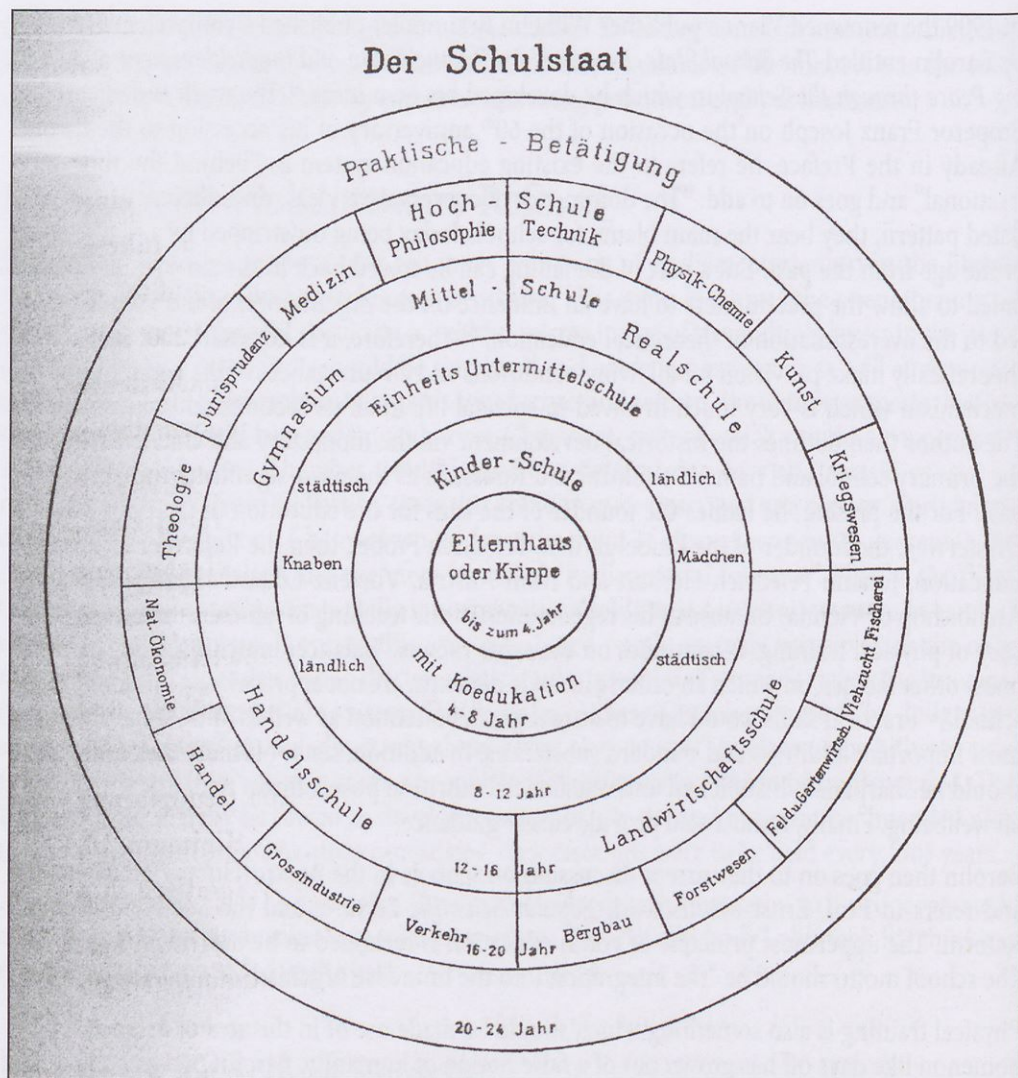 Der Schulstaat
Praktische - Betätigung
Hoch - Schule
Philosophie
Technik
Medizin
Physik-Chemie
Jurisprudenz
Kunst
Theologie
Kriegswesen
Nat. Ökonomie
Viehzucht u. Fischerei
Handel
Feld u. Gartenwirtsch.
Grossindustrie
Forstwesen
Verkehr
Bergbau
16-20 Jahr
Mittel - Schule
Gymnasium
Realschule
Handelsschule
Landwirtschaftsschule
12-16 Jahr
Einheits Untermittelschule
städtisch
ländlich
Knaben
Mädchen
ländlich
städtisch
8-12 Jahr
Kinder-Schule
Elternhaus
oder Krippe
bis zum 4. Jahr
mit
Koedukation
4-8 Jahr
20-24 Jahr